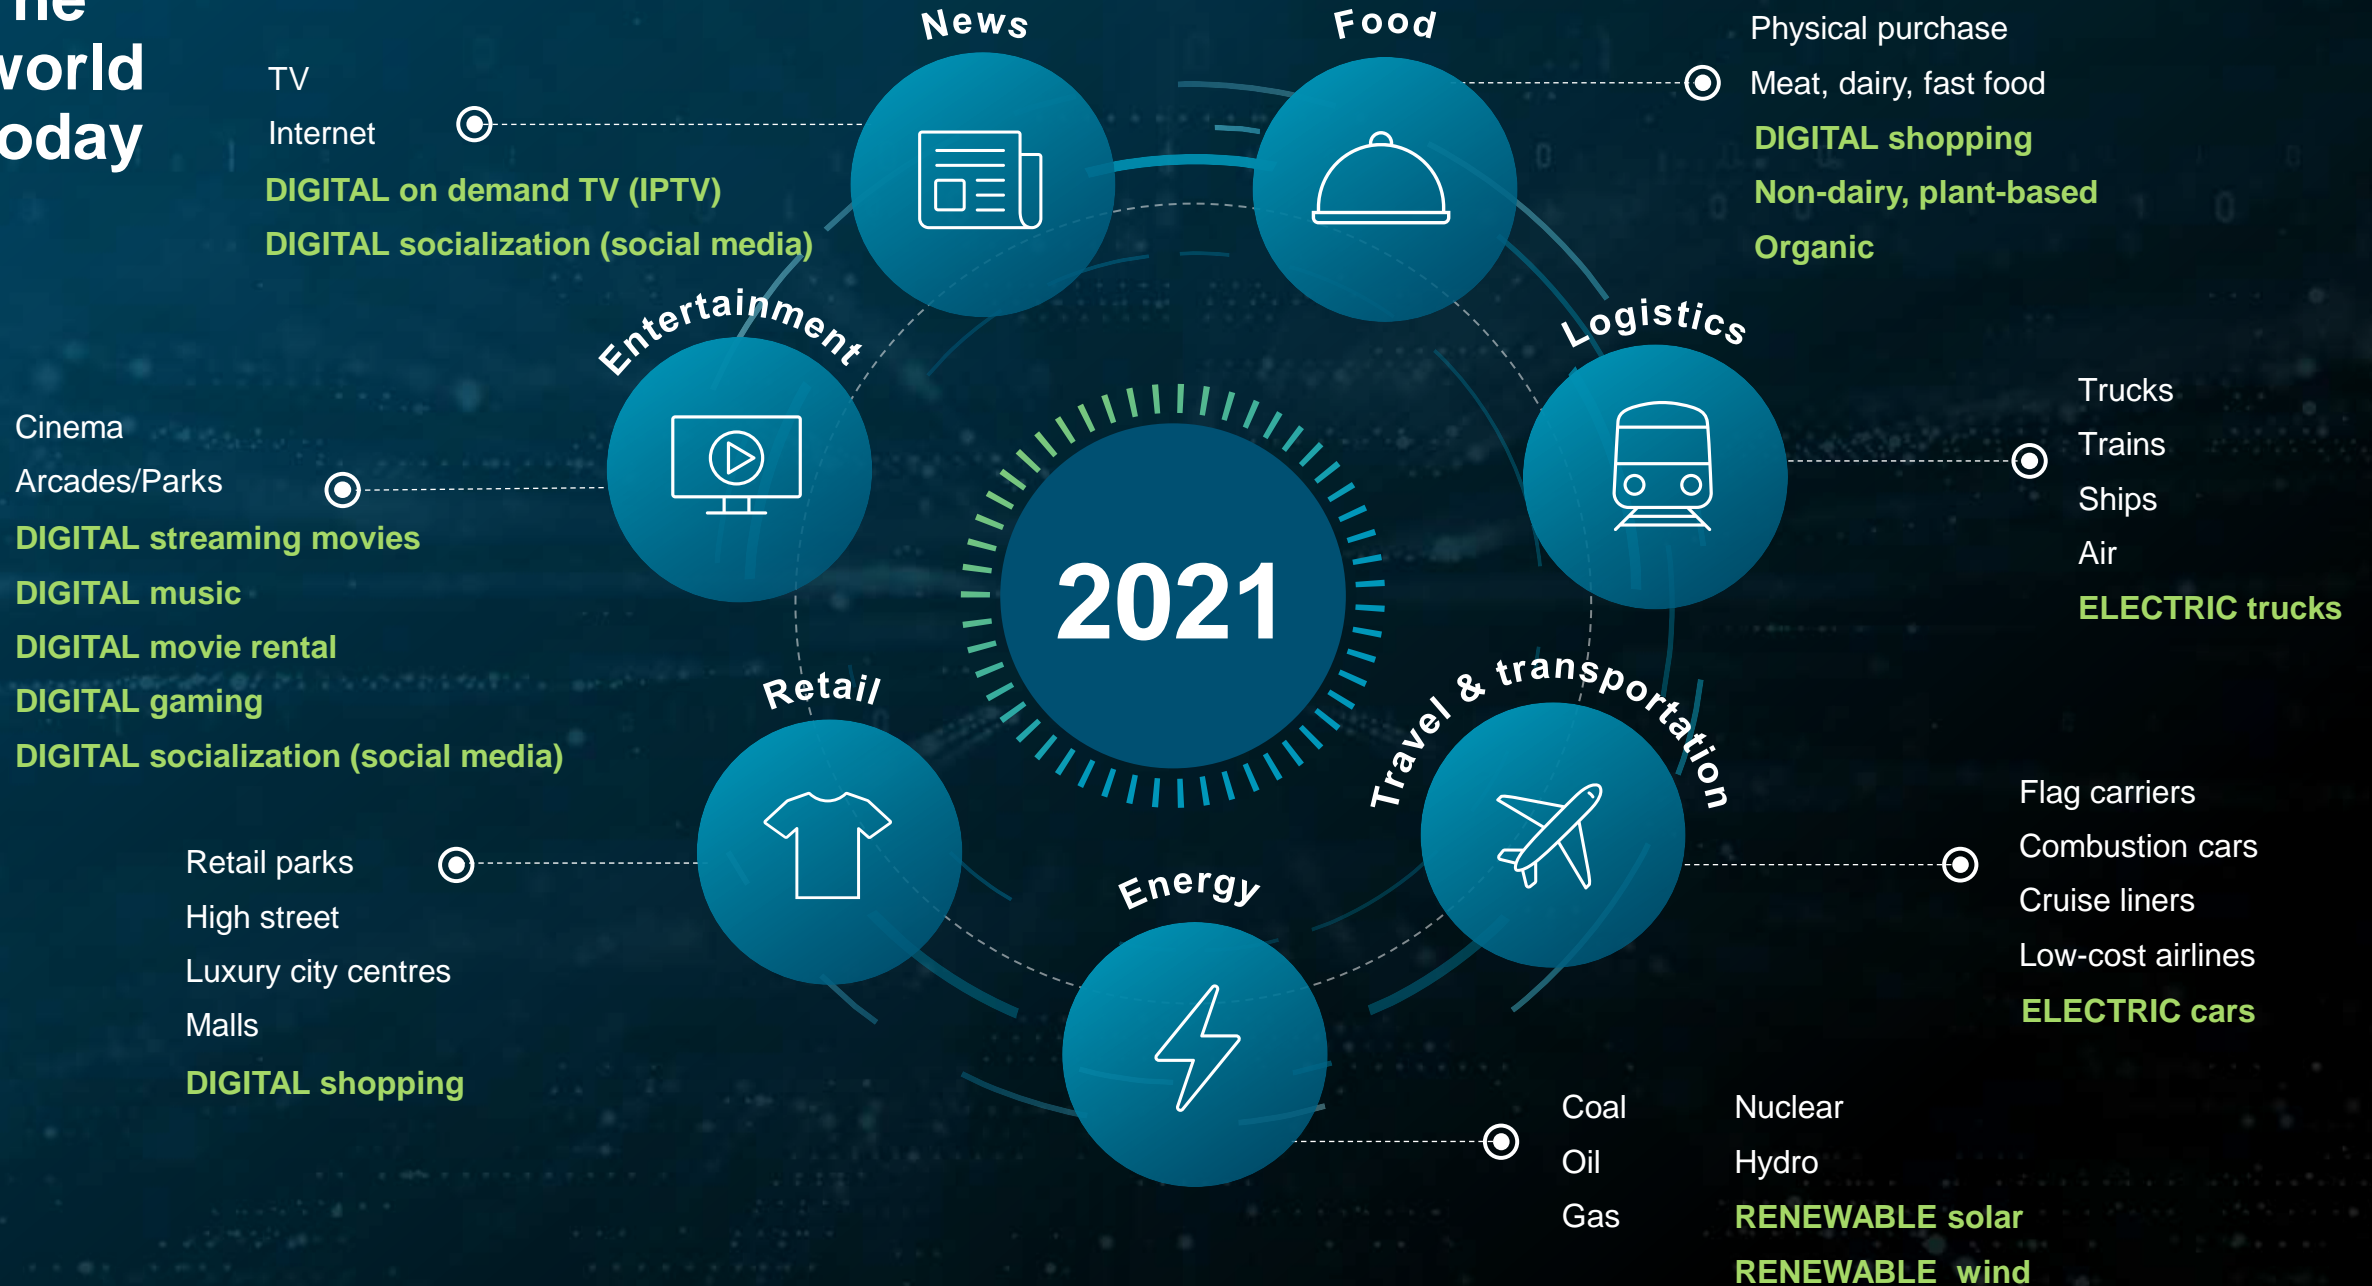 he
world
oday
News
TV
Internet
DIGITAL on demand TV (IPTV)
DIGITAL socialization (social media)
Food
Physical purchase
Meat, dairy, fast food
DIGITAL shopping
Non-dairy, plant-based
Organic
Entertainment
Cinema
Arcades/Parks
DIGITAL streaming movies
DIGITAL music
DIGITAL movie rental
DIGITAL gaming
DIGITAL socialization (social media)
Logistics
Trucks
Trains
Ships
Air
ELECTRIC trucks
2021
Retail
Retail parks
High street
Luxury city centres
Malls
DIGITAL shopping
Travel & transportation
Flag carriers
Combustion cars
Cruise liners
Low-cost airlines
ELECTRIC cars
Energy
Coal
Oil
Gas
Nuclear
Hydro
RENEWABLE solar
RENEWABLE wind